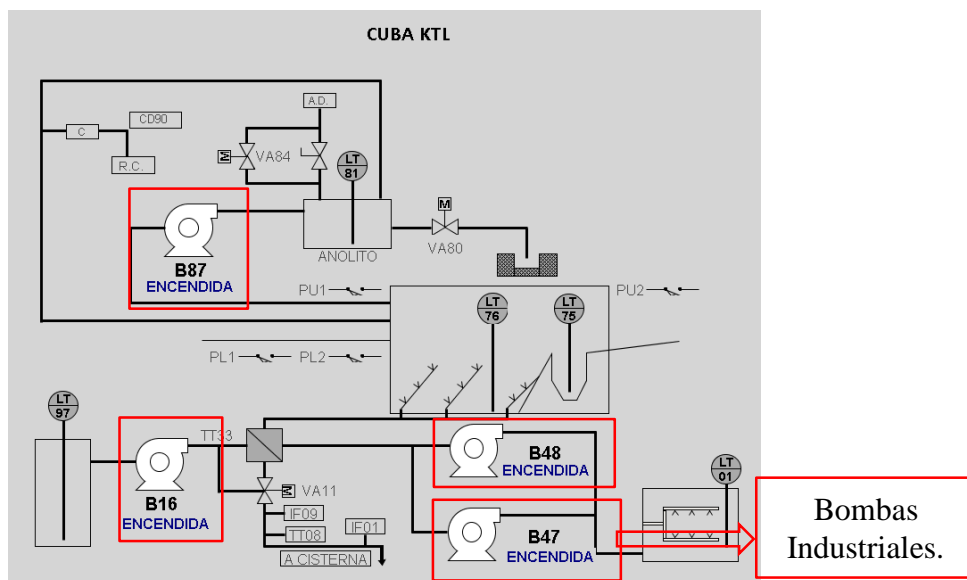 CUBA KTL
A.D.
CD90
C
R.C.
M
VA84
LT
81
M
VA80
ANOLITO
B87
ENCENDIDA
PU1
PU2
LT
76
LT
75
PL1
PL2
LT
97
TT33
B16
ENCENDIDA
M
VA11
IF09
TT08
IF01
A CISTERNA
B48
ENCENDIDA
B47
ENCENDIDA
LT
01
Bombas
Industriales.